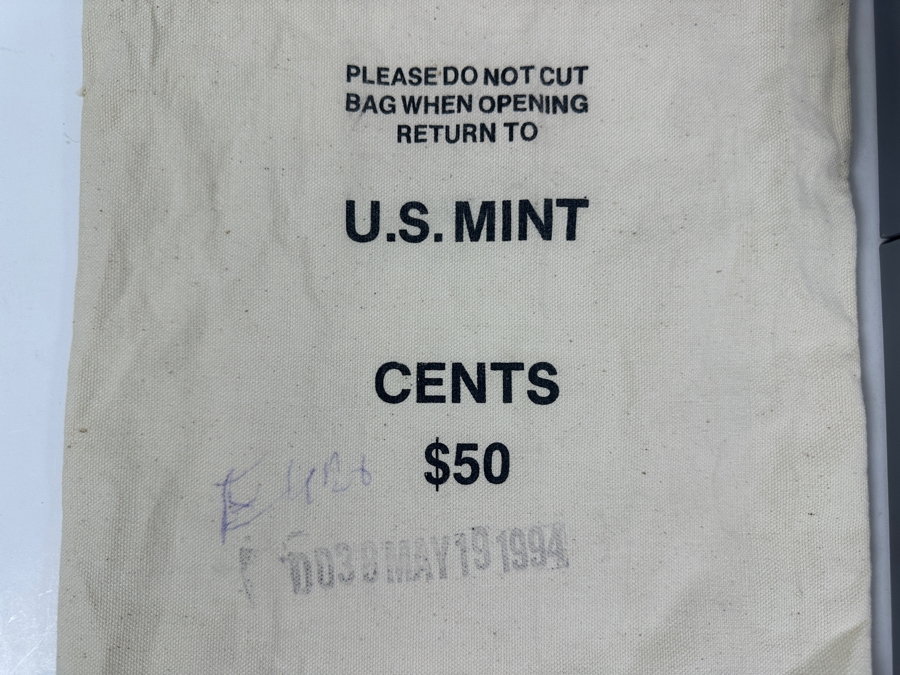 PLEASE DO NOT CUT
BAG WHEN OPENING
RETURN TO
U.S. MINT
CENTS
$50
MAY 19 1994